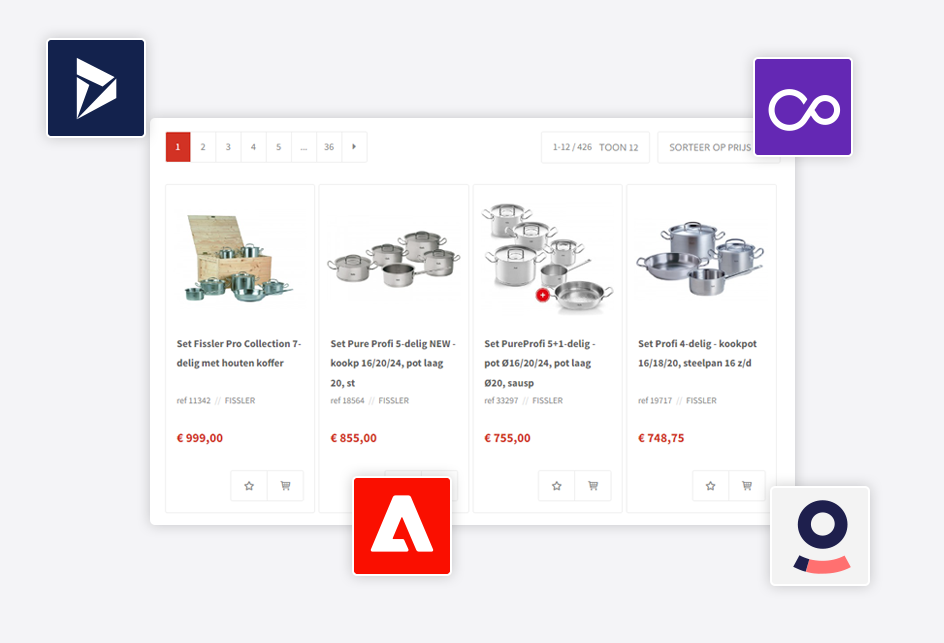 1 2 3 4 5 ... 36
1-12 / 426 TOON 12
SORTEER OP PRIJS
Set Fissler Pro Collection 7-
delig met houten koffer
ref 11342 // FISSLER
€ 999,00
Set Pure Profi 5-delig NEW -
kookp 16/20/24, pot laag
20, st
ref 18564 // FISSLER
€ 855,00
Set PureProfi 5+1-delig -
pot Ø16/20/24, pot laag
Ø20, sausp
ref 33297 // FISSLER
€ 755,00
Set Profi 4-delig - kookpot
16/18/20, steelpan 16 z/d
ref 19717 // FISSLER
€ 748,75